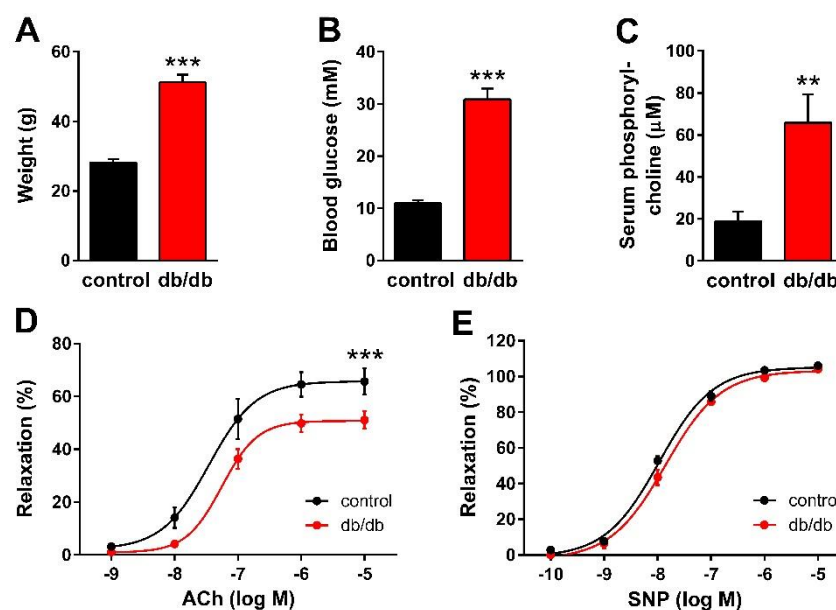 A
Weight (g)
60
40
20
0
control db/db
***
B
Blood glucose (mM)
40
30
20
10
0
control db/db
***
C
Serum phosphoryl-
choline (μM)
100
80
60
40
20
0
control db/db
**
D
Relaxation (%)
80
60
40
20
0
***
control
db/db
-9 -8 -7 -6 -5
ACh (log M)
E
Relaxation (%)
120
100
80
60
40
20
0
control
db/db
-10 -9 -8 -7 -6 -5
SNP (log M)